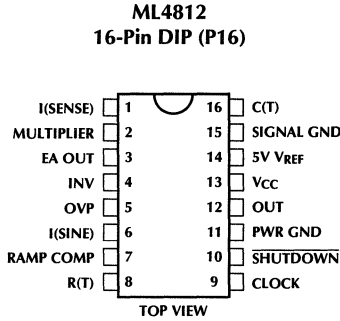 ML4812
16-Pin DIP (P16)
I(SENSE) 1 16 C(T)
MULTIPLIER 2 15 SIGNAL GND
EA OUT 3 14 5V VREF
INV 4 13 VCC
OVP 5 12 OUT
I(SINE) 6 11 PWR GND
RAMP COMP 7 10 SHUTDOWN
R(T) 8 9 CLOCK
TOP VIEW